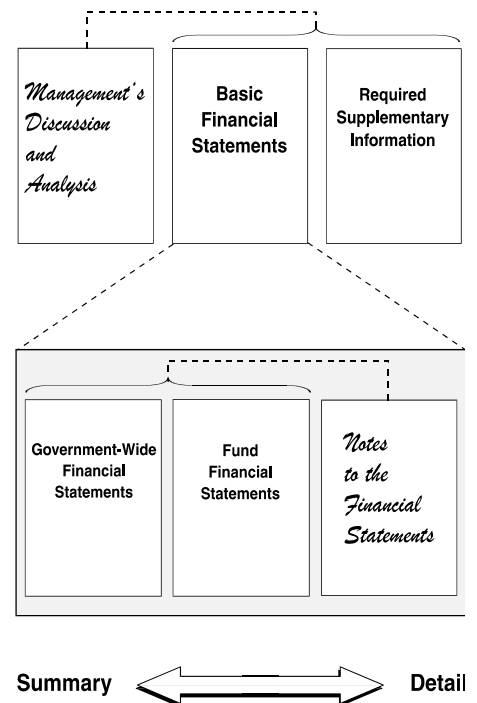 Management's
Discussion
and
Analysis
Basic
Financial
Statements
Required
Supplementary
Information
Government-Wide
Financial
Statements
Fund
Financial
Statements
Notes
to the
Financial
Statements
Summary
Detail